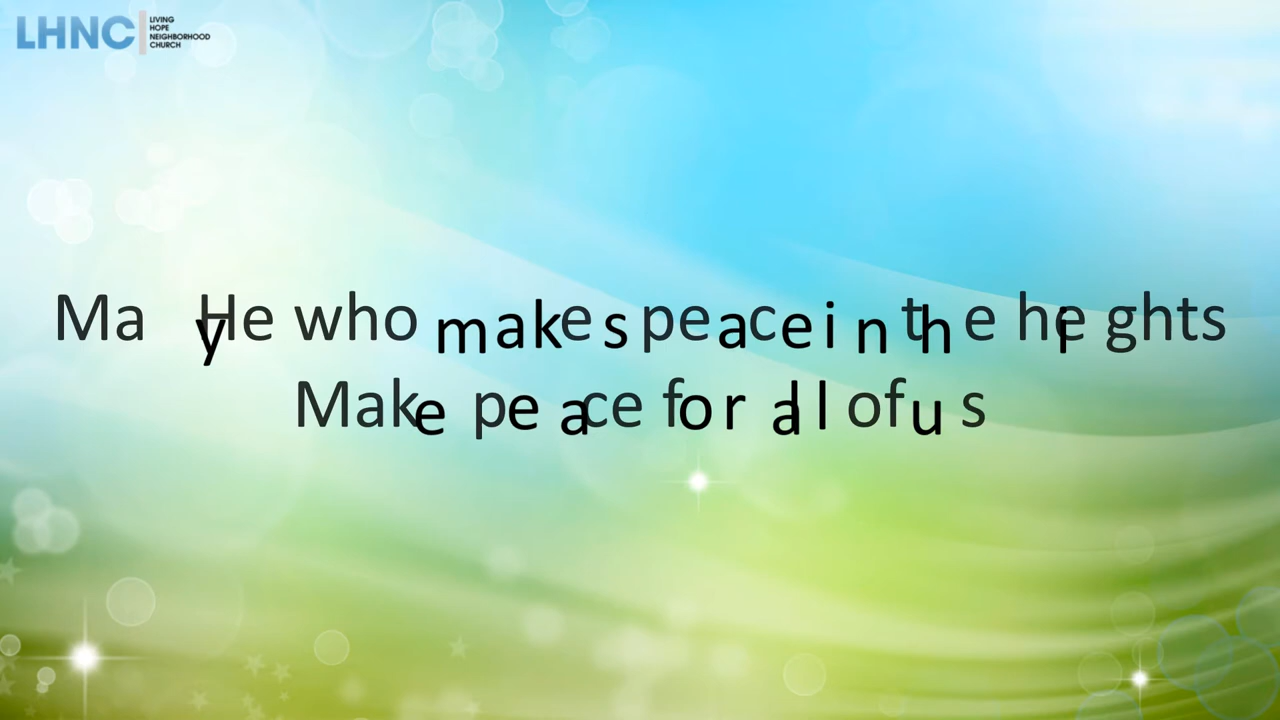 LHNC
LIVING
HOPE
NEIGHBORHOOD
CHURCH
May He who makes peace in the heights
Make peace for all of us